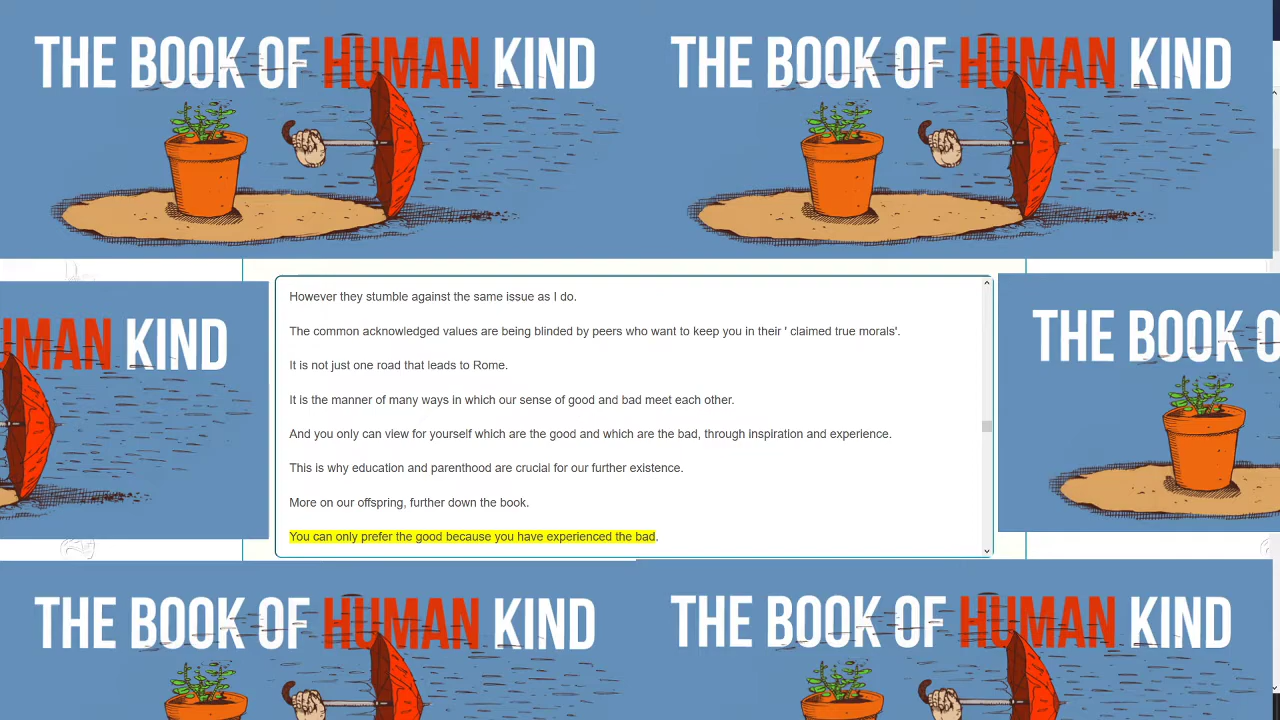 THE BOOK OF HUMAN KIND
THE BOOK OF HUMAN KIND
However they stumble against the same issue as I do.
The common acknowledged values are being blinded by peers who want to keep you in their ' claimed true morals'.
It is not just one road that leads to Rome.
It is the manner of many ways in which our sense of good and bad meet each other.
And you only can view for yourself which are the good and which are the bad, through inspiration and experience.
This is why education and parenthood are crucial for our further existence.
More on our offspring, further down the book.
You can only prefer the good because you have experienced the bad.
UMAN KIND
THE BOOK O
THE BOOK OF HUMAN KIND
THE BOOK OF HUMAN KIND